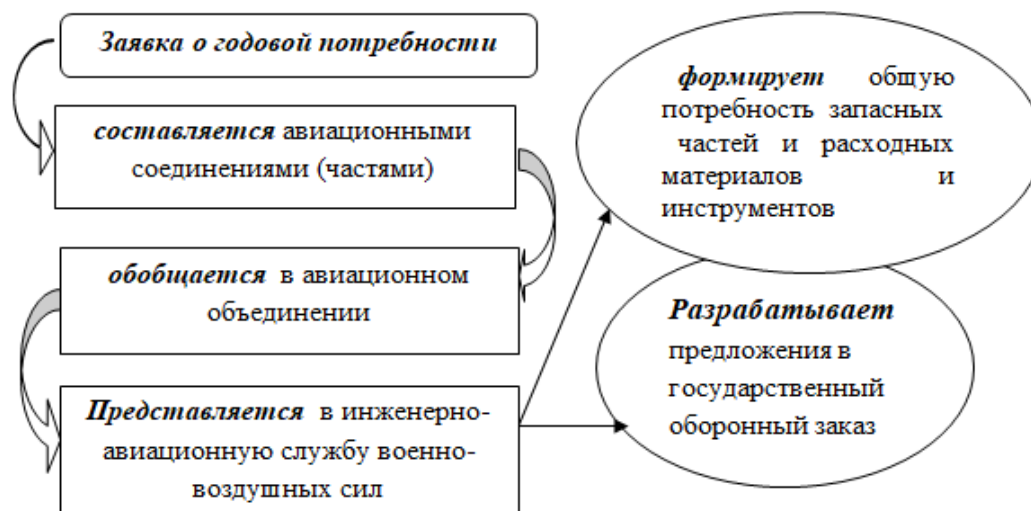 Заявка о годовой потребности
составляется авиационными
соединениями (частями)
обобщается в авиационном
объединении
Представляется в инженерно-
авиационную службу военно-
воздушных сил
формирует общую
потребность запасных
частей и расходных
материалов и
инструментов
Разрабатывает
предложения в
государственный
оборонный заказ